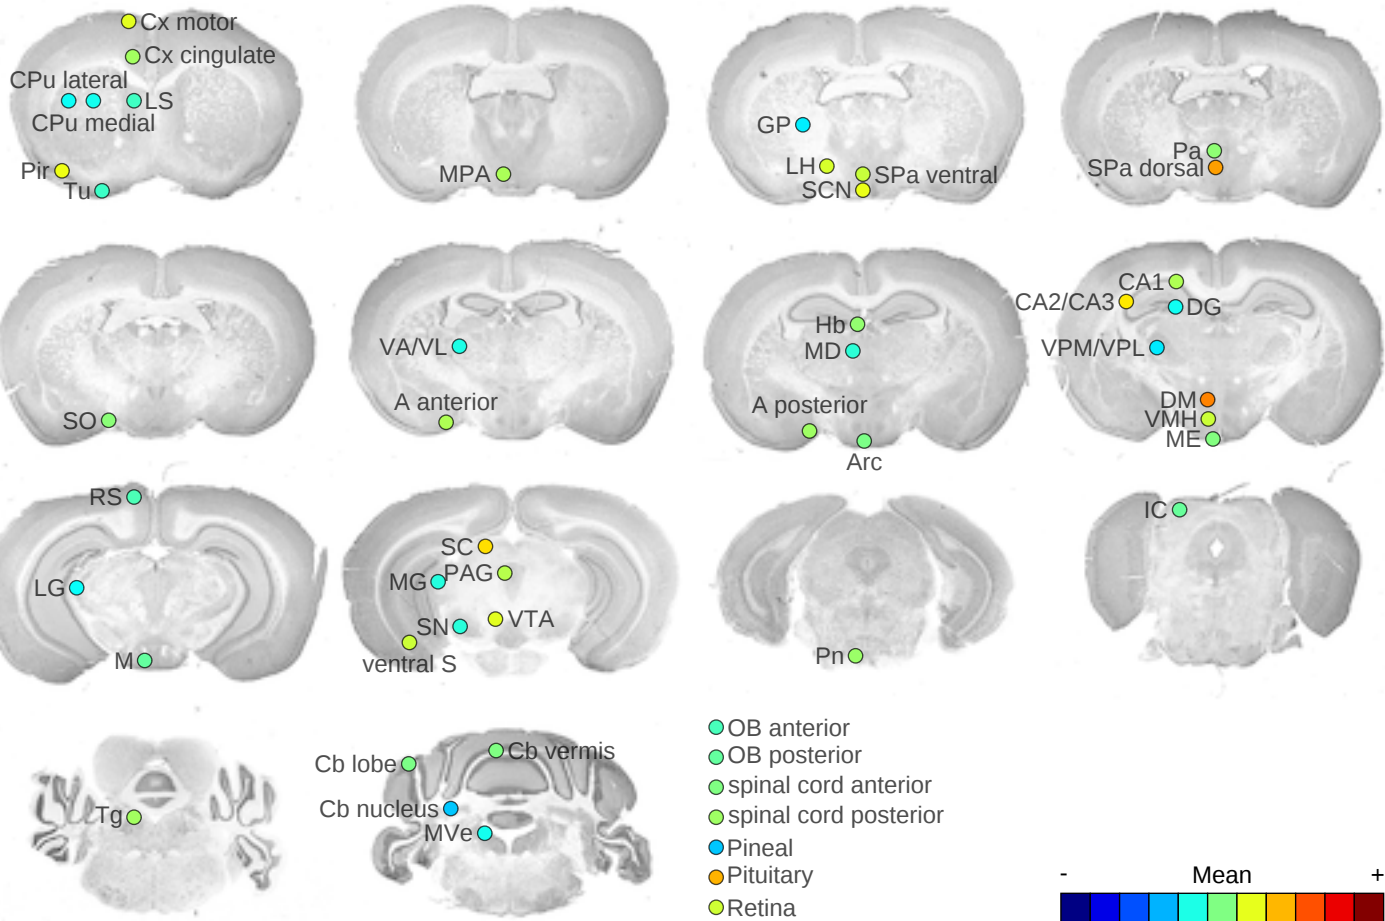 Cx motor
Cx cingulate
CPu lateral
LS
CPu medial
Pir
Tu
MPA
GP
LH
SPa ventral
SCN
Pa
SPa dorsal
SO
VA/VL
A anterior
Hb
MD
A posterior
Arc
CA1
CA2/CA3
DG
VPM/VPL
DM
VMH
ME
RS
LG
M
SC
PAG
MG
VTA
SN
ventral S
Pn
IC
Tg
Cb vermis
Cb lobe
Cb nucleus
MVe
OB anterior
OB posterior
spinal cord anterior
spinal cord posterior
Pineal
Pituitary
Retina
- Mean +